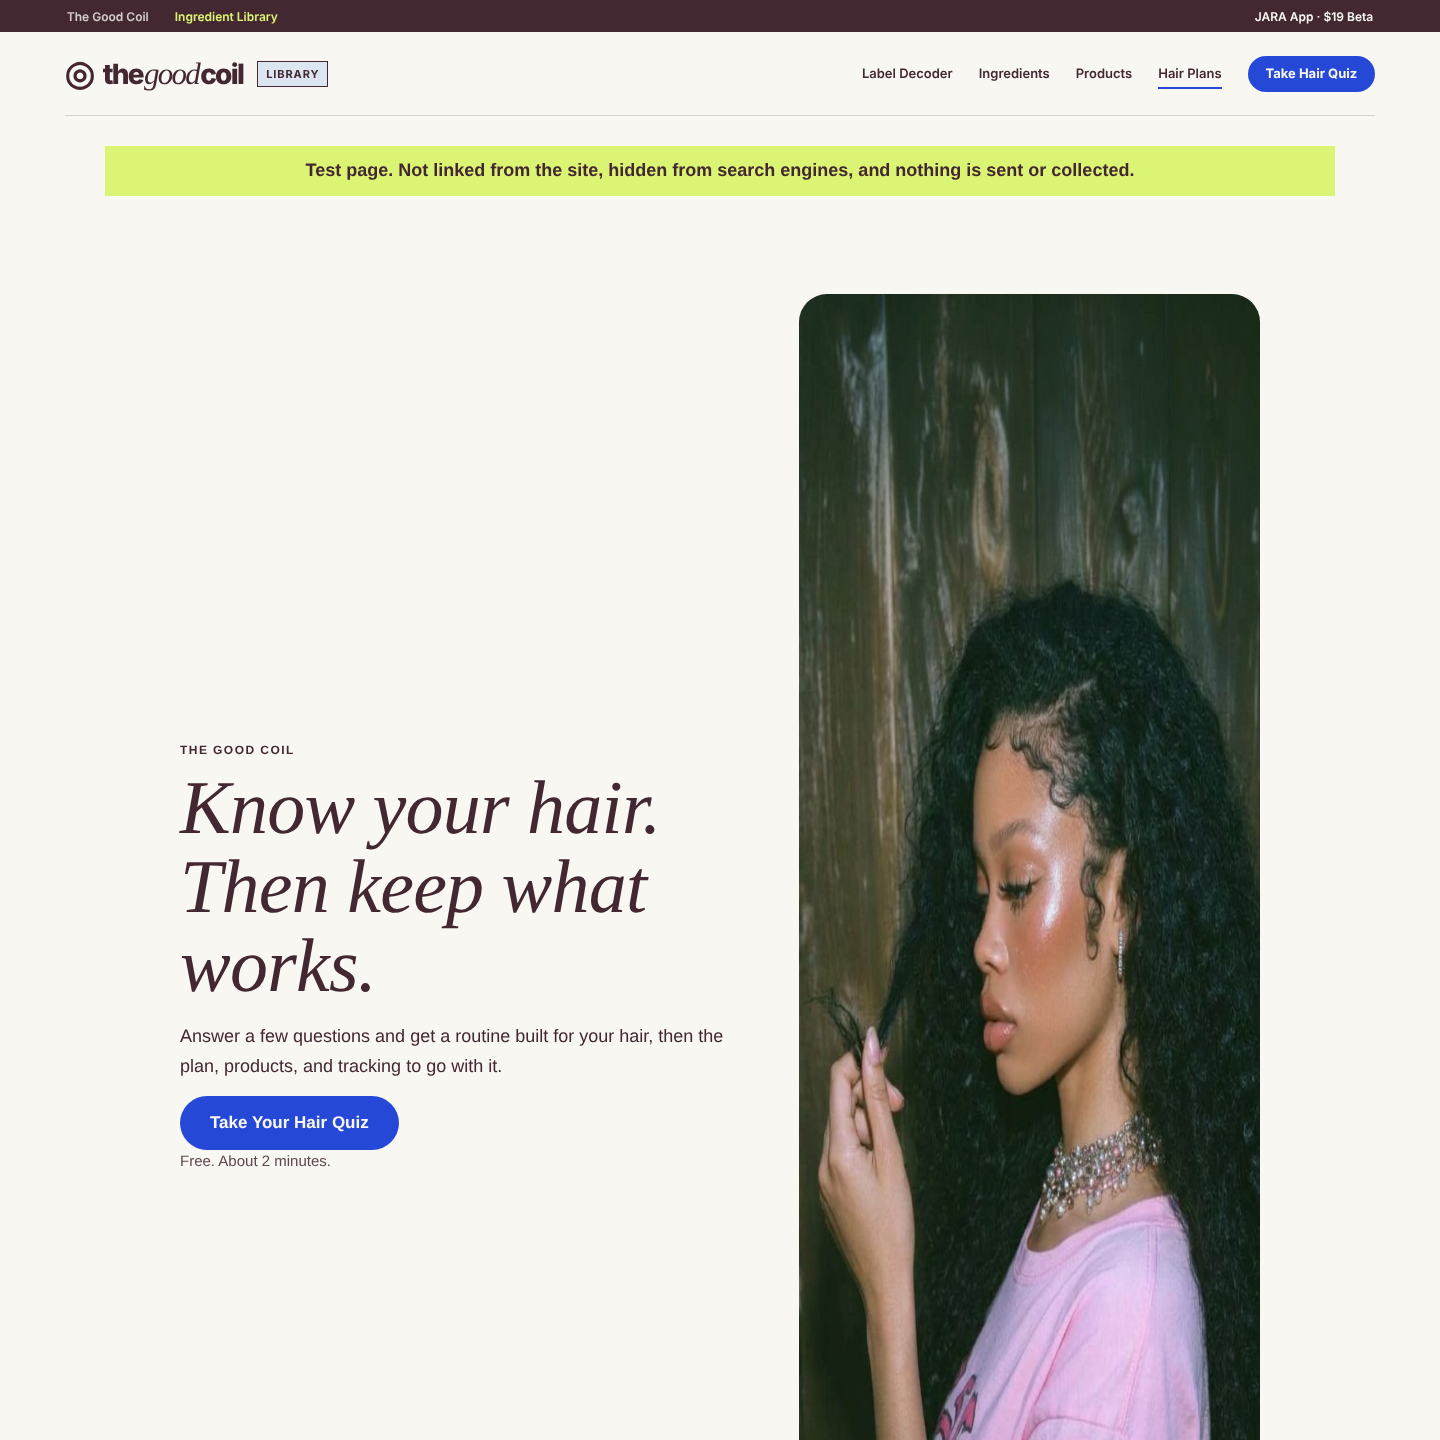 The Good Coil Ingredient Library JARA App · $19 Beta
thegoodcoil LIBRARY Label Decoder Ingredients Products Hair Plans Take Hair Quiz
Test page. Not linked from the site, hidden from search engines, and nothing is sent or collected.
THE GOOD COIL
Know your hair.
Then keep what
works.
Answer a few questions and get a routine built for your hair, then the
plan, products, and tracking to go with it.
Take Your Hair Quiz
Free. About 2 minutes.